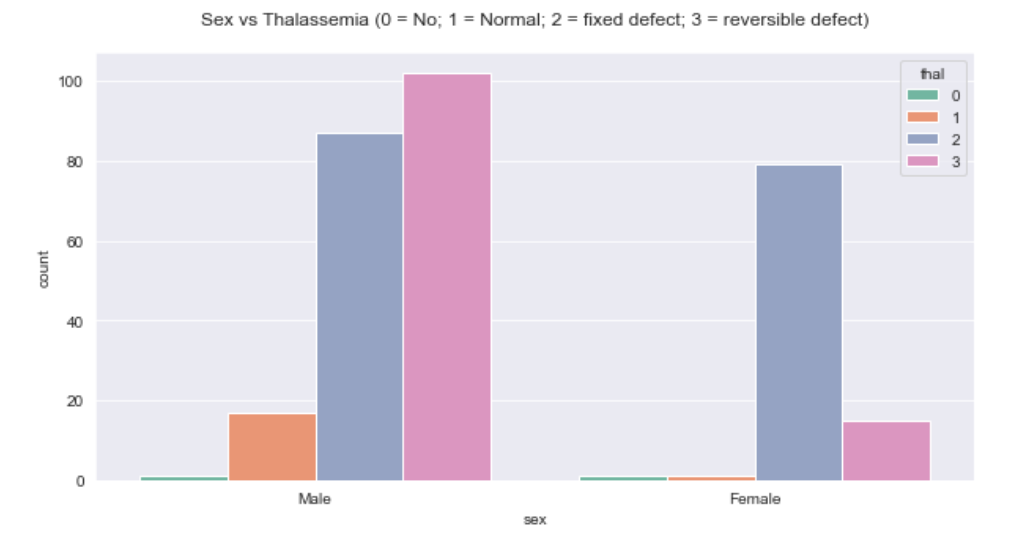 Sex vs Thalassemia (0 = No; 1 = Normal; 2 = fixed defect; 3 = reversible defect)
thal
0
1
2
3
count
100
80
60
40
20
0
Male
Female
sex